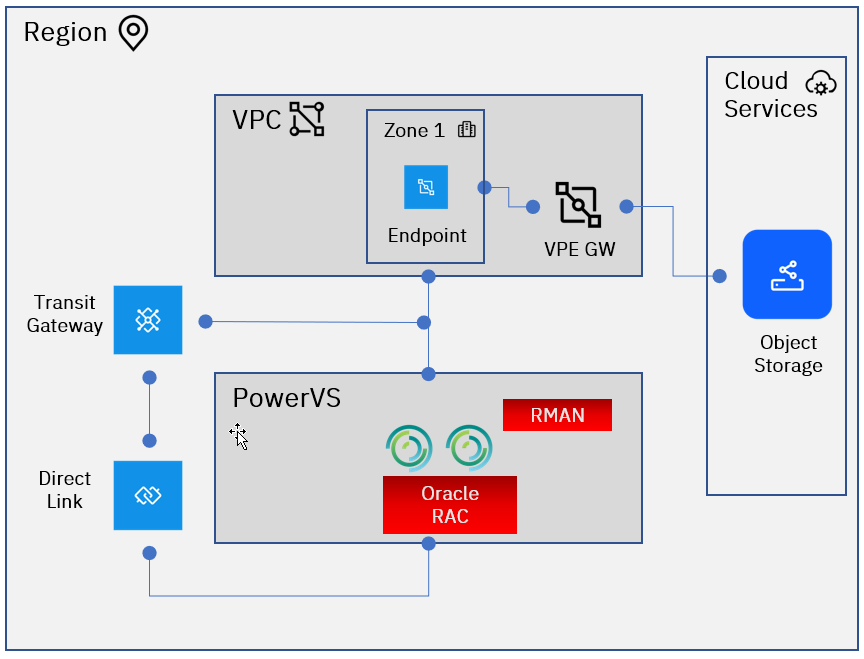 Region
Cloud
Services
VPC
Zone 1
Endpoint
VPE GW
Transit
Gateway
Object
Storage
PowerVS
RMAN
Direct
Link
Oracle
RAC